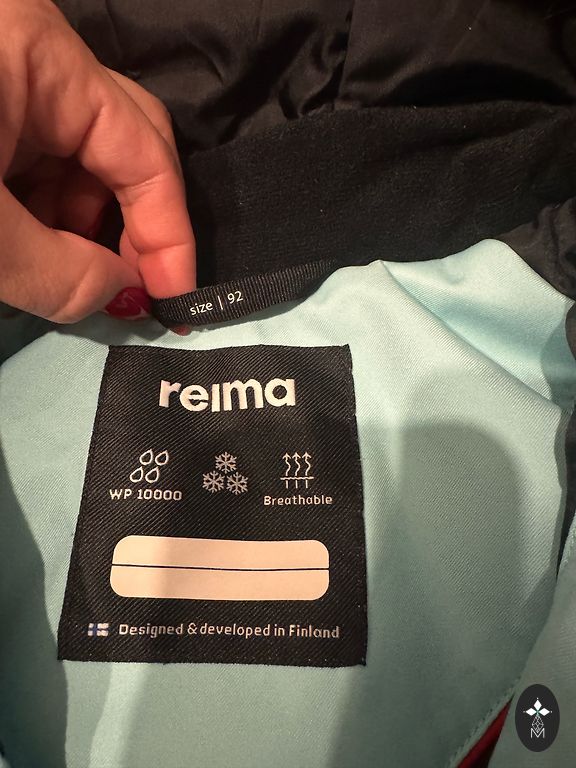 size | 92
reima
WP 10000
Breathable
Designed & developed in Finland
M